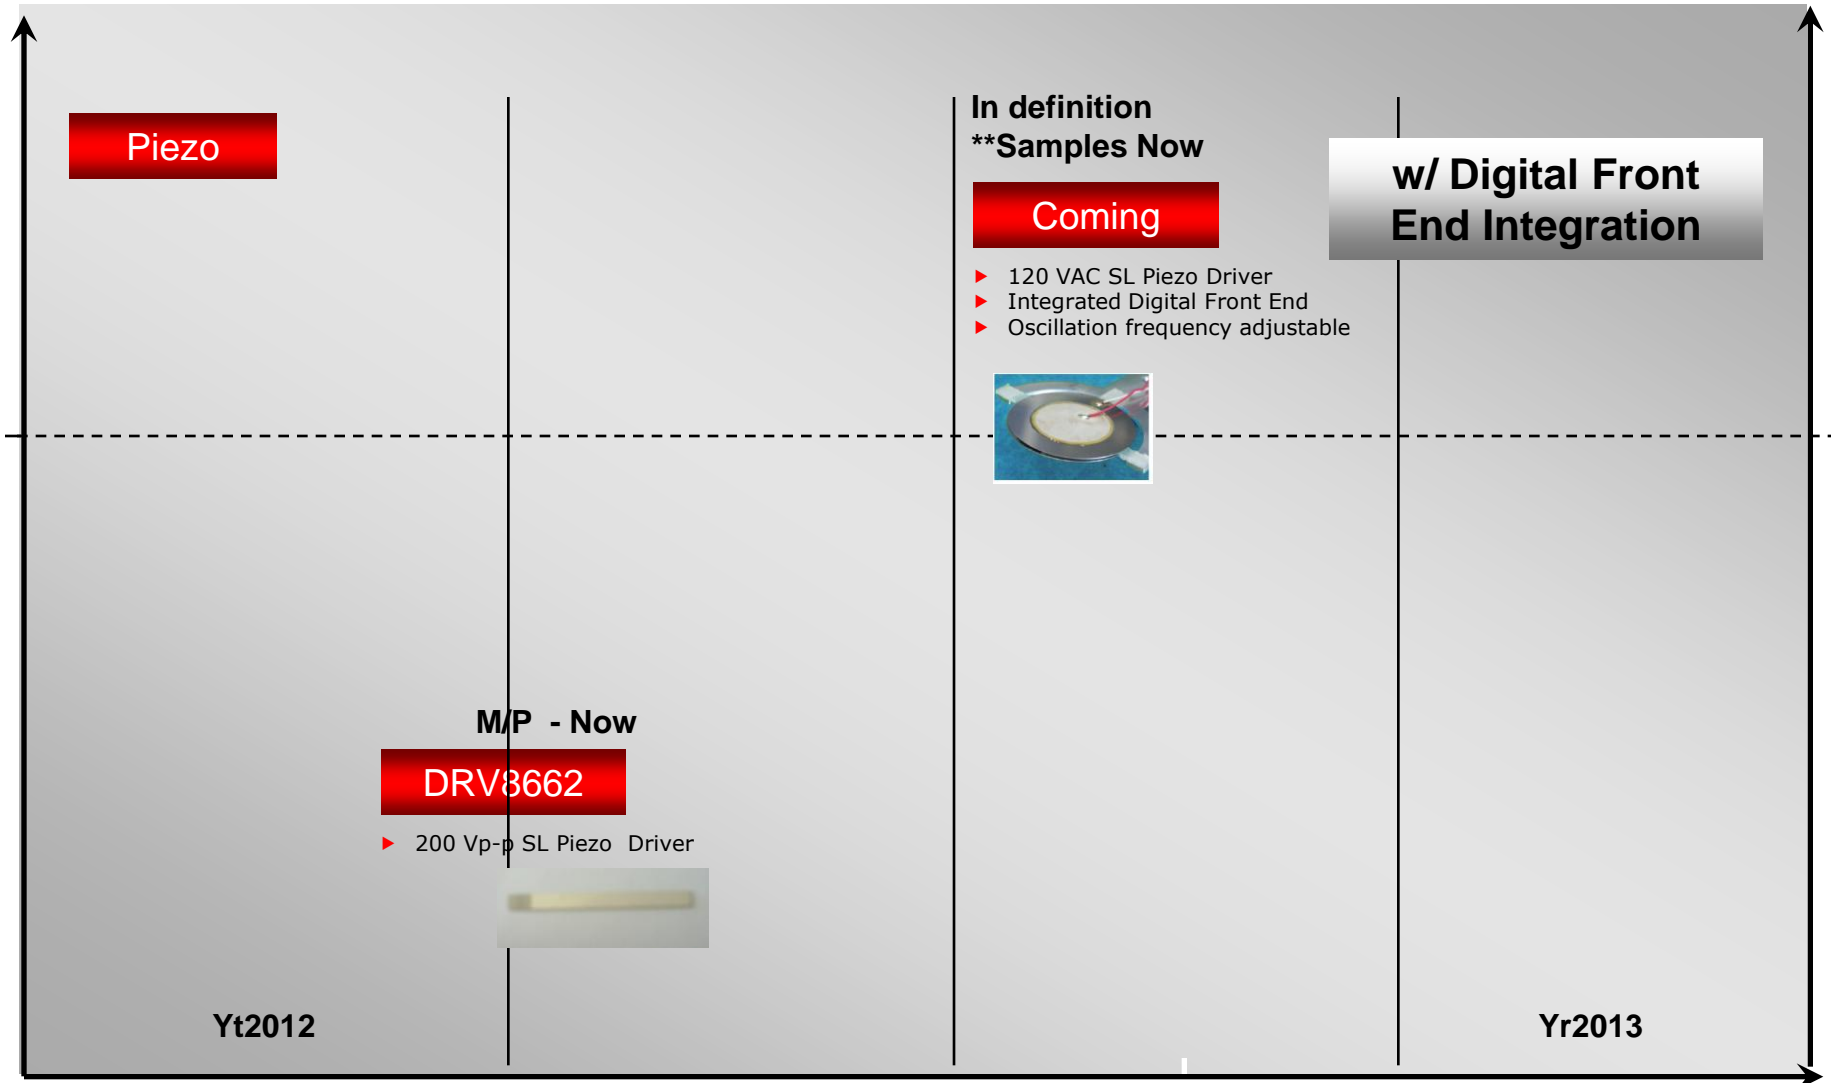 Piezo
In definition
**Samples Now
Coming
120 VAC SL Piezo Driver
Integrated Digital Front End
Oscillation frequency adjustable
w/ Digital Front
End Integration
M/P - Now
DRV8662
200 Vp-p SL Piezo Driver
Yt2012
Yr2013